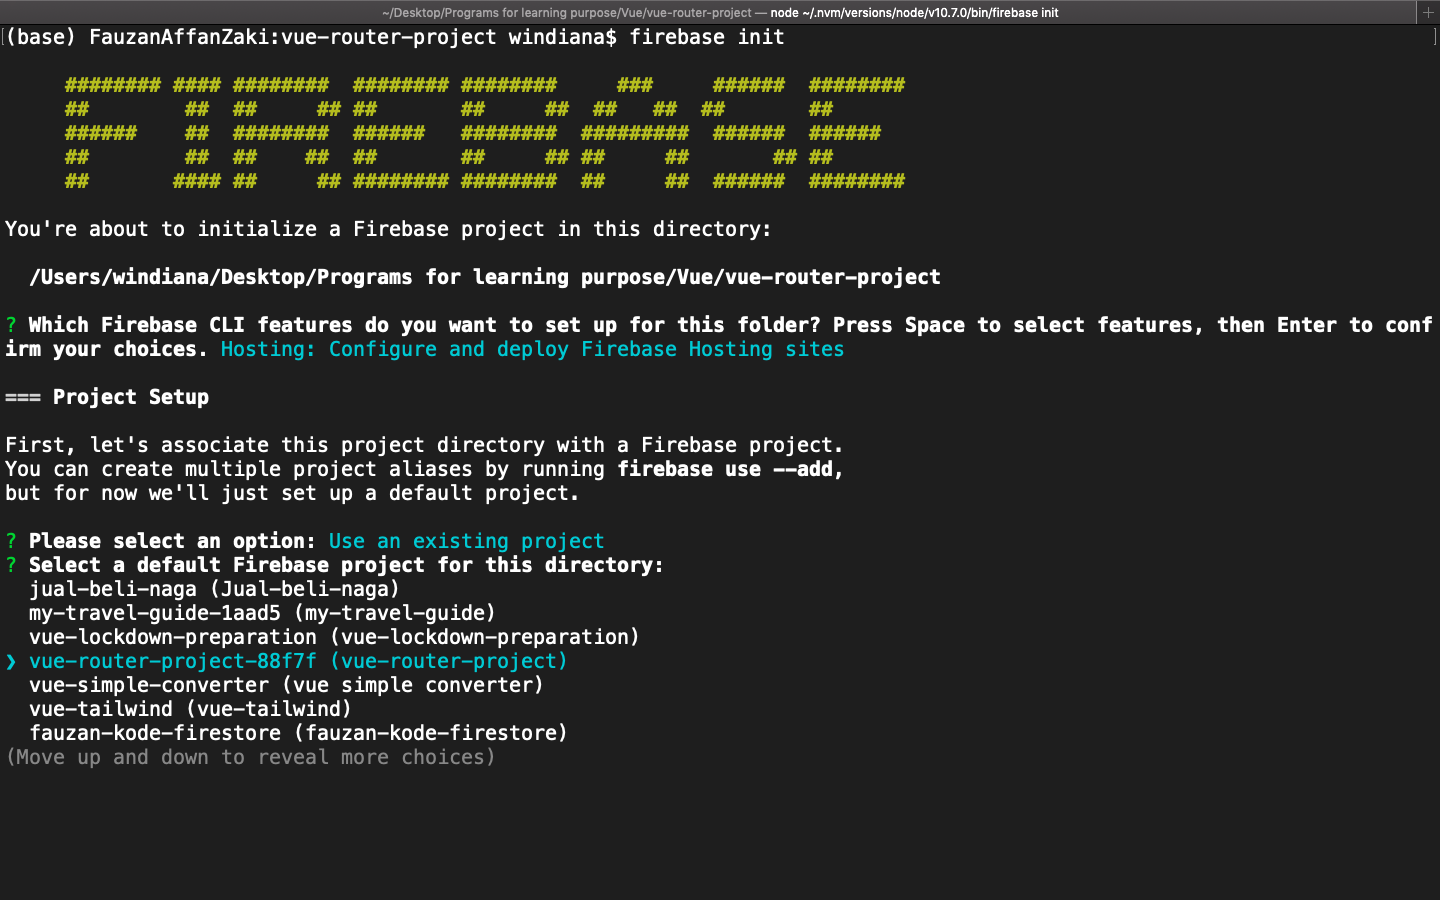 ~/Desktop/Programs for learning purpose/Vue/vue-router-project — node ~/.nvm/versions/node/v10.7.0/bin/firebase init
(base) FauzanAffanZaki:vue-router-project windiana$ firebase init
######## #### ########  ######## ########     ###     ######  ########
##        ##  ##     ## ##       ##     ##  ##   ##  ##       ##
######    ##  ########  ######   ########  #########  ######  ######
##        ##  ##    ##  ##       ##     ## ##     ##       ## ##
##       #### ##     ## ######## ########  ##     ##  ######  ########
You're about to initialize a Firebase project in this directory:
/Users/windiana/Desktop/Programs for learning purpose/Vue/vue-router-project
? Which Firebase CLI features do you want to set up for this folder? Press Space to select features, then Enter to conf
irm your choices. Hosting: Configure and deploy Firebase Hosting sites
=== Project Setup
First, let's associate this project directory with a Firebase project.
You can create multiple project aliases by running firebase use --add,
but for now we'll just set up a default project.
? Please select an option: Use an existing project
? Select a default Firebase project for this directory:
jual-beli-naga (Jual-beli-naga)
my-travel-guide-1aad5 (my-travel-guide)
vue-lockdown-preparation (vue-lockdown-preparation)
❯ vue-router-project-88f7f (vue-router-project)
vue-simple-converter (vue simple converter)
vue-tailwind (vue-tailwind)
fauzan-kode-firestore (fauzan-kode-firestore)
(Move up and down to reveal more choices)